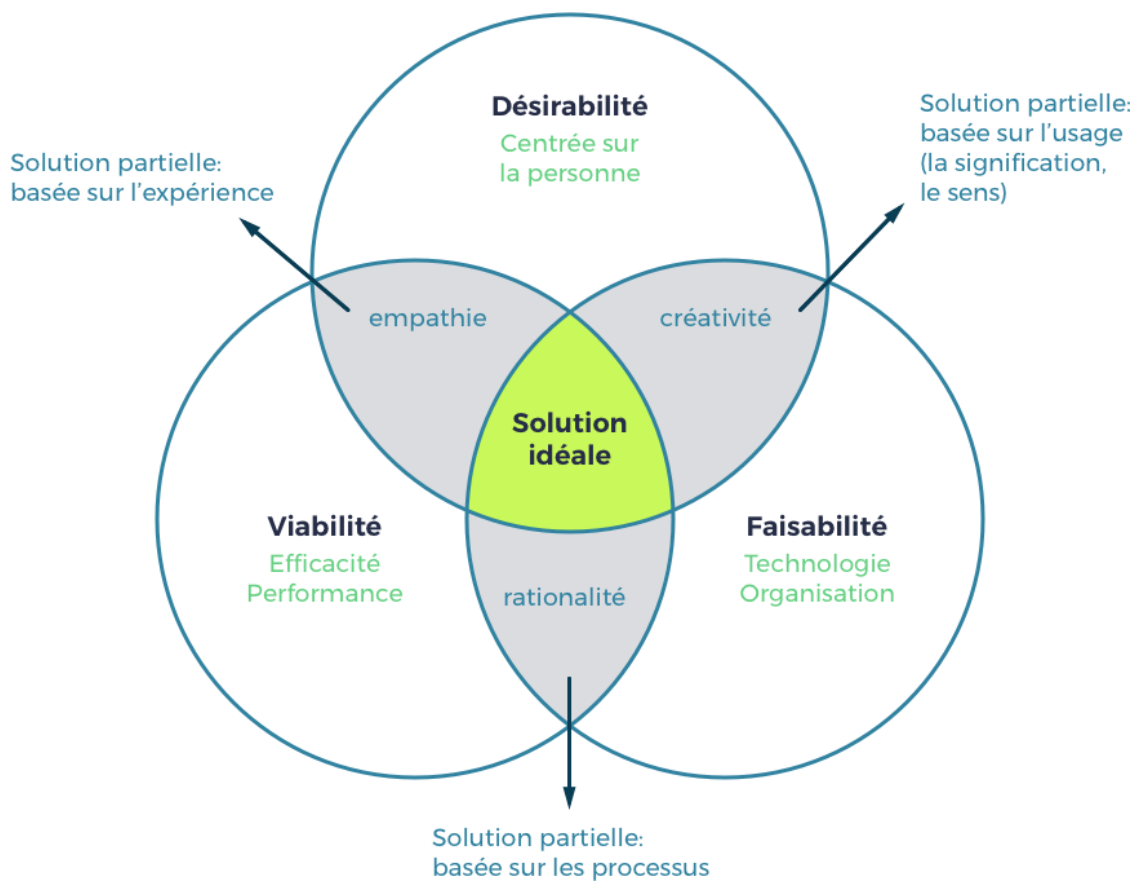 Désirabilité
Centrée sur
la personne
Solution partielle:
basée sur l’expérience
Solution partielle:
basée sur l’usage
(la signification,
le sens)
empathie
créativité
Solution
idéale
Viabilité
Efficacité
Performance
Faisabilité
Technologie
Organisation
rationalité
Solution partielle:
basée sur les processus